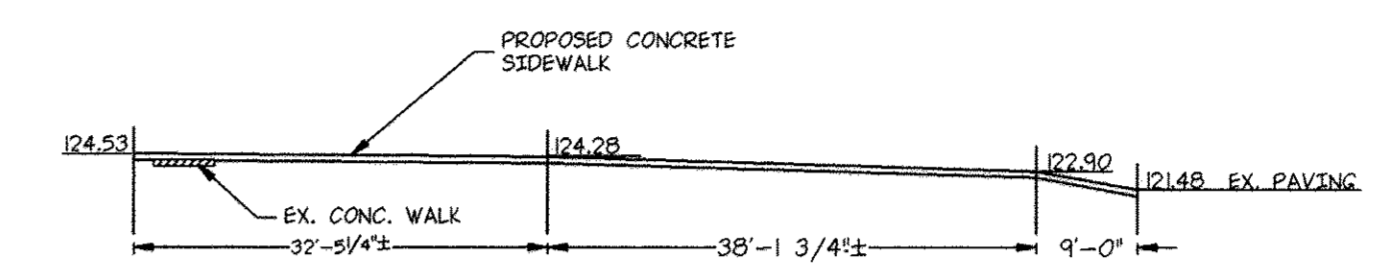 PROPOSED CONCRETE
SIDEWALK
124.53
124.28
122.90
121.48 EX. PAVING
EX. CONC. WALK
32'-5 1/4"±
38'-1 3/4"±
9'-0"